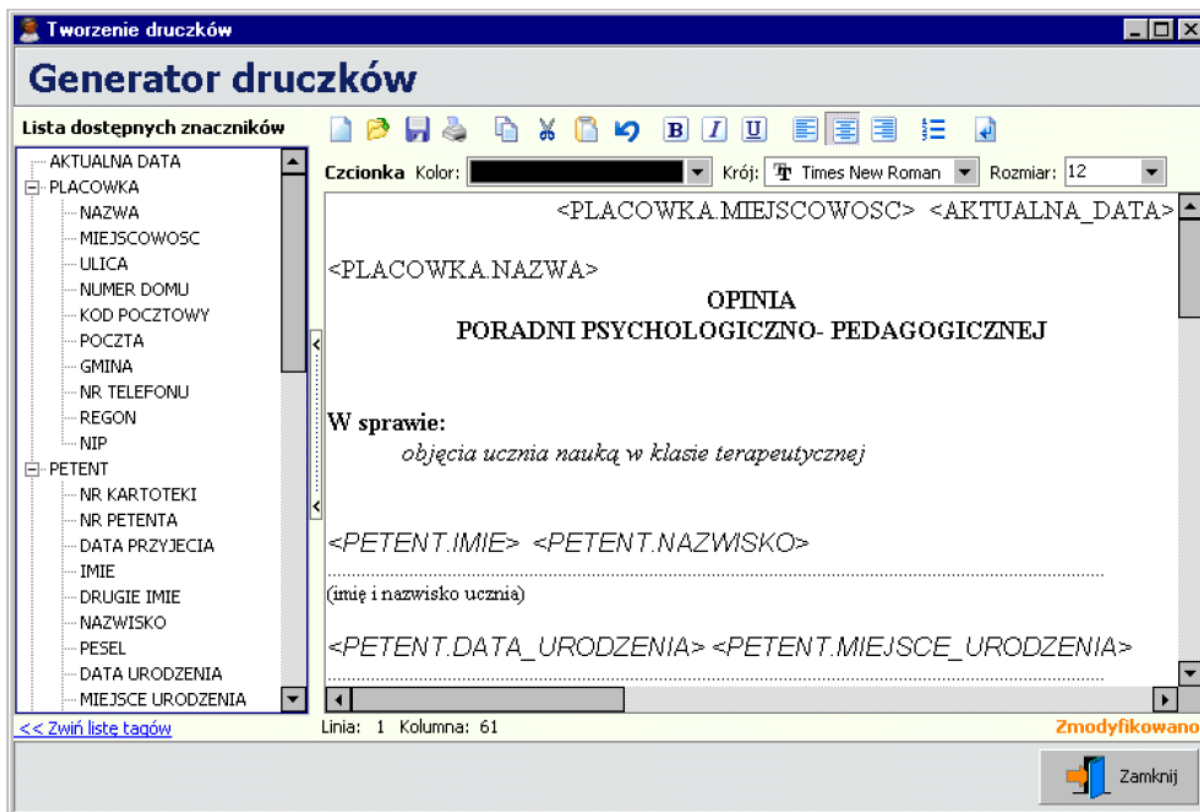 Tworzenie druczków
Generator druczków
Lista dostępnych znaczników
B I U
AKTUALNA DATA
PLACOWKA
NAZWA
MIEJSCOWOSC
ULICA
NUMER DOMU
KOD POCZTOWY
POCZTA
GMINA
NR TELEFONU
REGON
NIP
PETENT
NR KARTOTEKI
NR PETENTA
DATA PRZYJECIA
IMIE
DRUGIE IMIE
NAZWISKO
PESEL
DATA URODZENIA
MIEJSCE URODZENIA
<< Zwiń listę tagów
Czcionka Kolor: Krój: Times New Roman Rozmiar: 12
<PLACOWKA.MIEJSCOWOSC> <AKTUALNA_DATA>
<PLACOWKA.NAZWA>
OPINIA
PORADNI PSYCHOLOGICZNO- PEDAGOGICZNEJ
W sprawie:
objęcia ucznia nauką w klasie terapeutycznej
<PETENT.IMIE> <PETENT.NAZWISKO>
(imię i nazwisko ucznia)
<PETENT.DATA_URODZENIA> <PETENT.MIEJSCE_URODZENIA>
Linia: 1 Kolumna: 61
Zmodyfikowano
Zamknij